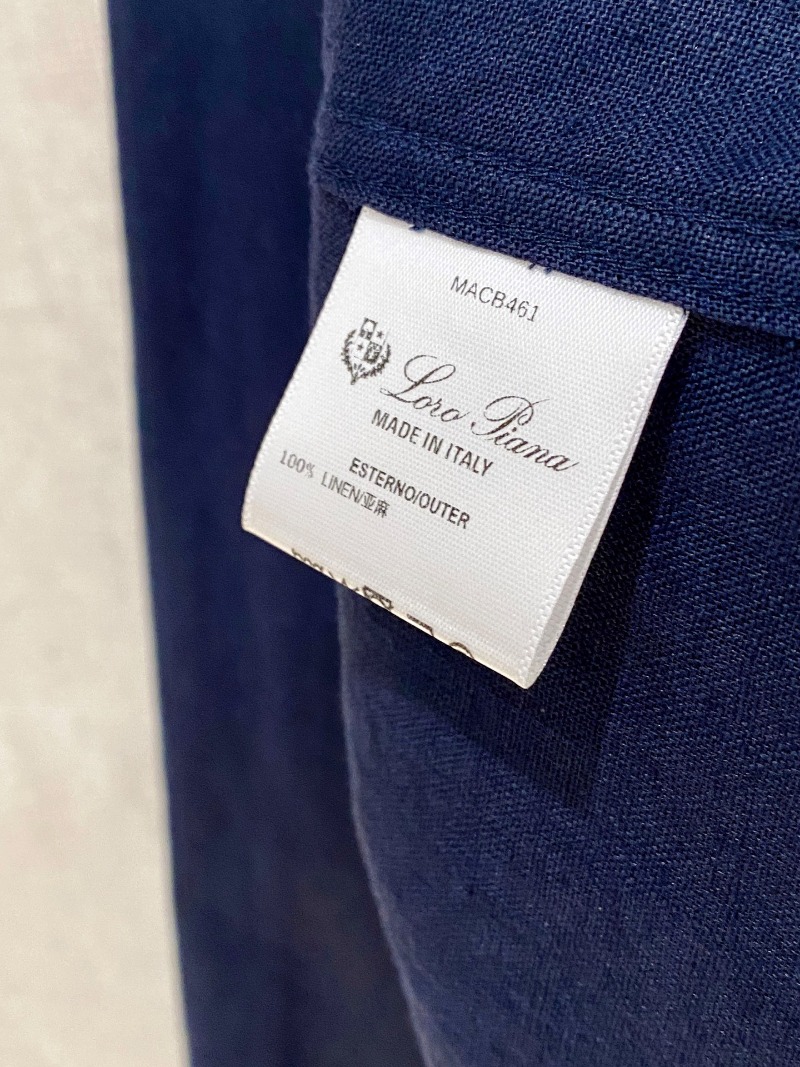 MACB461
Loro Piana
MADE IN ITALY
ESTERNO/OUTER
100% LINEN/亚麻